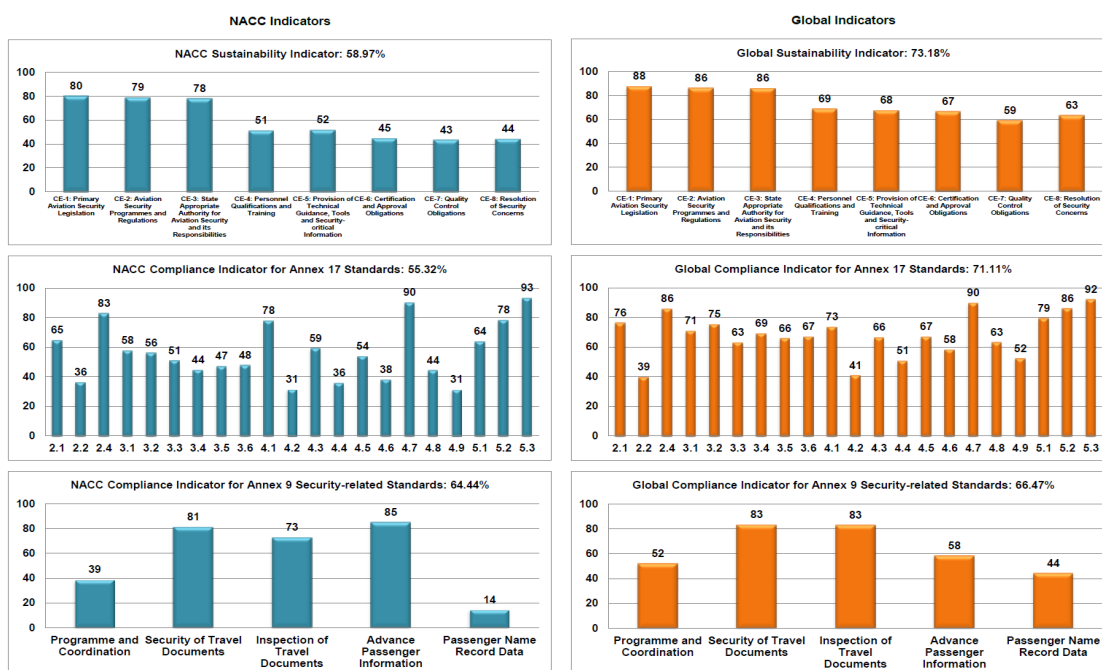 NACC Indicators
NACC Sustainability Indicator: 58.97%
100
80
60
40
20
0
80 79 78 51 52 45 43 44
CE-1: Primary Aviation Security Legislation
CE-2: Aviation Security Programmes and Regulations
CE-3: State Appropriate Authority for Aviation Security and its Responsibilities
CE-4: Personnel Qualifications and Training
CE-5: Provision of Technical Guidance, Tools and Security-critical Information
CE-6: Certification and Approval Obligations
CE-7: Quality Control Obligations
CE-8: Resolution of Security Concerns
NACC Compliance Indicator for Annex 17 Standards: 55.32%
100
80
60
40
20
0
65 36 83 58 56 51 44 47 48 78 31 59 36 54 38 90 44 31 64 78 93
2.1 2.2 2.4 3.1 3.2 3.3 3.4 3.5 3.6 4.1 4.2 4.3 4.4 4.5 4.6 4.7 4.8 4.9 5.1 5.2 5.3
NACC Compliance Indicator for Annex 9 Security-related Standards: 64.44%
100
80
60
40
20
0
39 81 73 85 14
Programme and Coordination
Security of Travel Documents
Inspection of Travel Documents
Advance Passenger Information
Passenger Name Record Data
Global Indicators
Global Sustainability Indicator: 73.18%
100
80
60
40
20
0
88 86 86 69 68 67 59 63
CE-1: Primary Aviation Security Legislation
CE-2: Aviation Security Programmes and Regulations
CE-3: State Appropriate Authority for Aviation Security and its Responsibilities
CE-4: Personnel Qualifications and Training
CE-5: Provision of Technical Guidance, Tools and Security-critical Information
CE-6: Certification and Approval Obligations
CE-7: Quality Control Obligations
CE-8: Resolution of Security Concerns
Global Compliance Indicator for Annex 17 Standards: 71.11%
100
80
60
40
20
0
76 39 86 71 75 63 69 66 67 73 41 66 51 67 58 90 63 52 79 86 92
2.1 2.2 2.4 3.1 3.2 3.3 3.4 3.5 3.6 4.1 4.2 4.3 4.4 4.5 4.6 4.7 4.8 4.9 5.1 5.2 5.3
Global Compliance Indicator for Annex 9 Security-related Standards: 66.47%
100
80
60
40
20
0
52 83 83 58 44
Programme and Coordination
Security of Travel Documents
Inspection of Travel Documents
Advance Passenger Information
Passenger Name Record Data